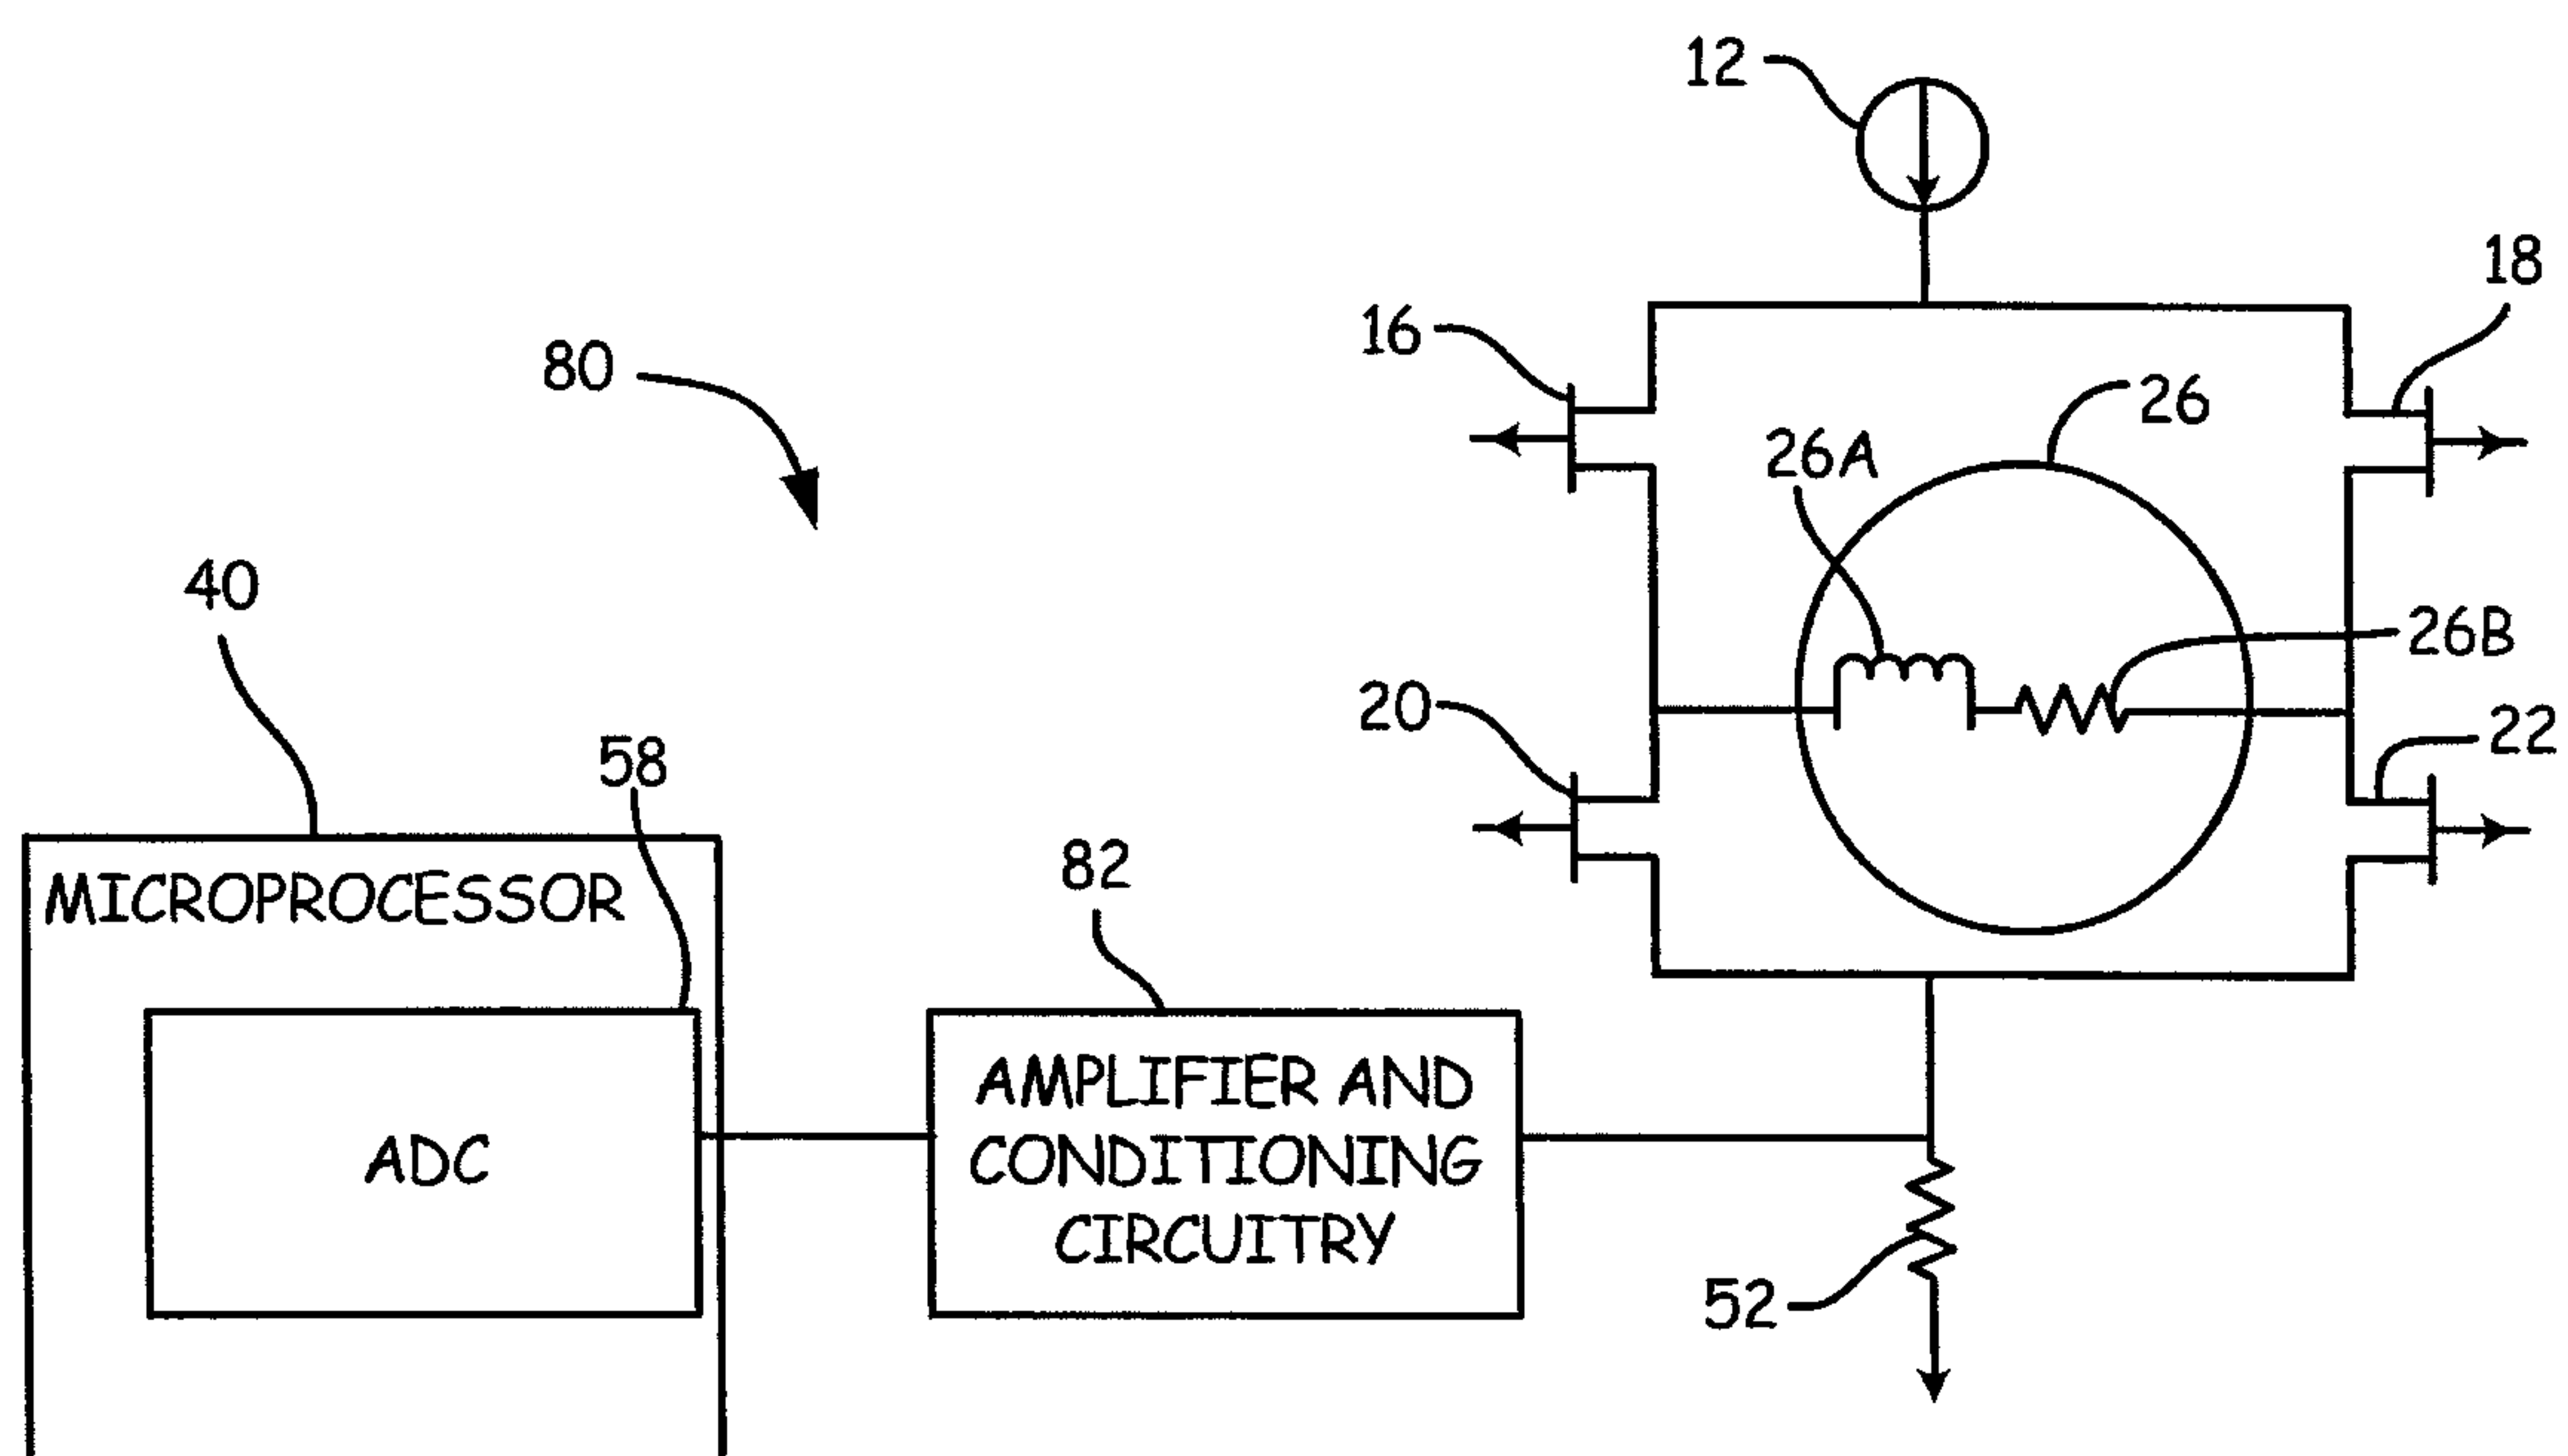 12
18
16
80
26
26A
40
26B
20
22
58
82
MICROPROCESSOR
AMPLIFIER AND
CONDITIONING
CIRCUITRY
ADC
52